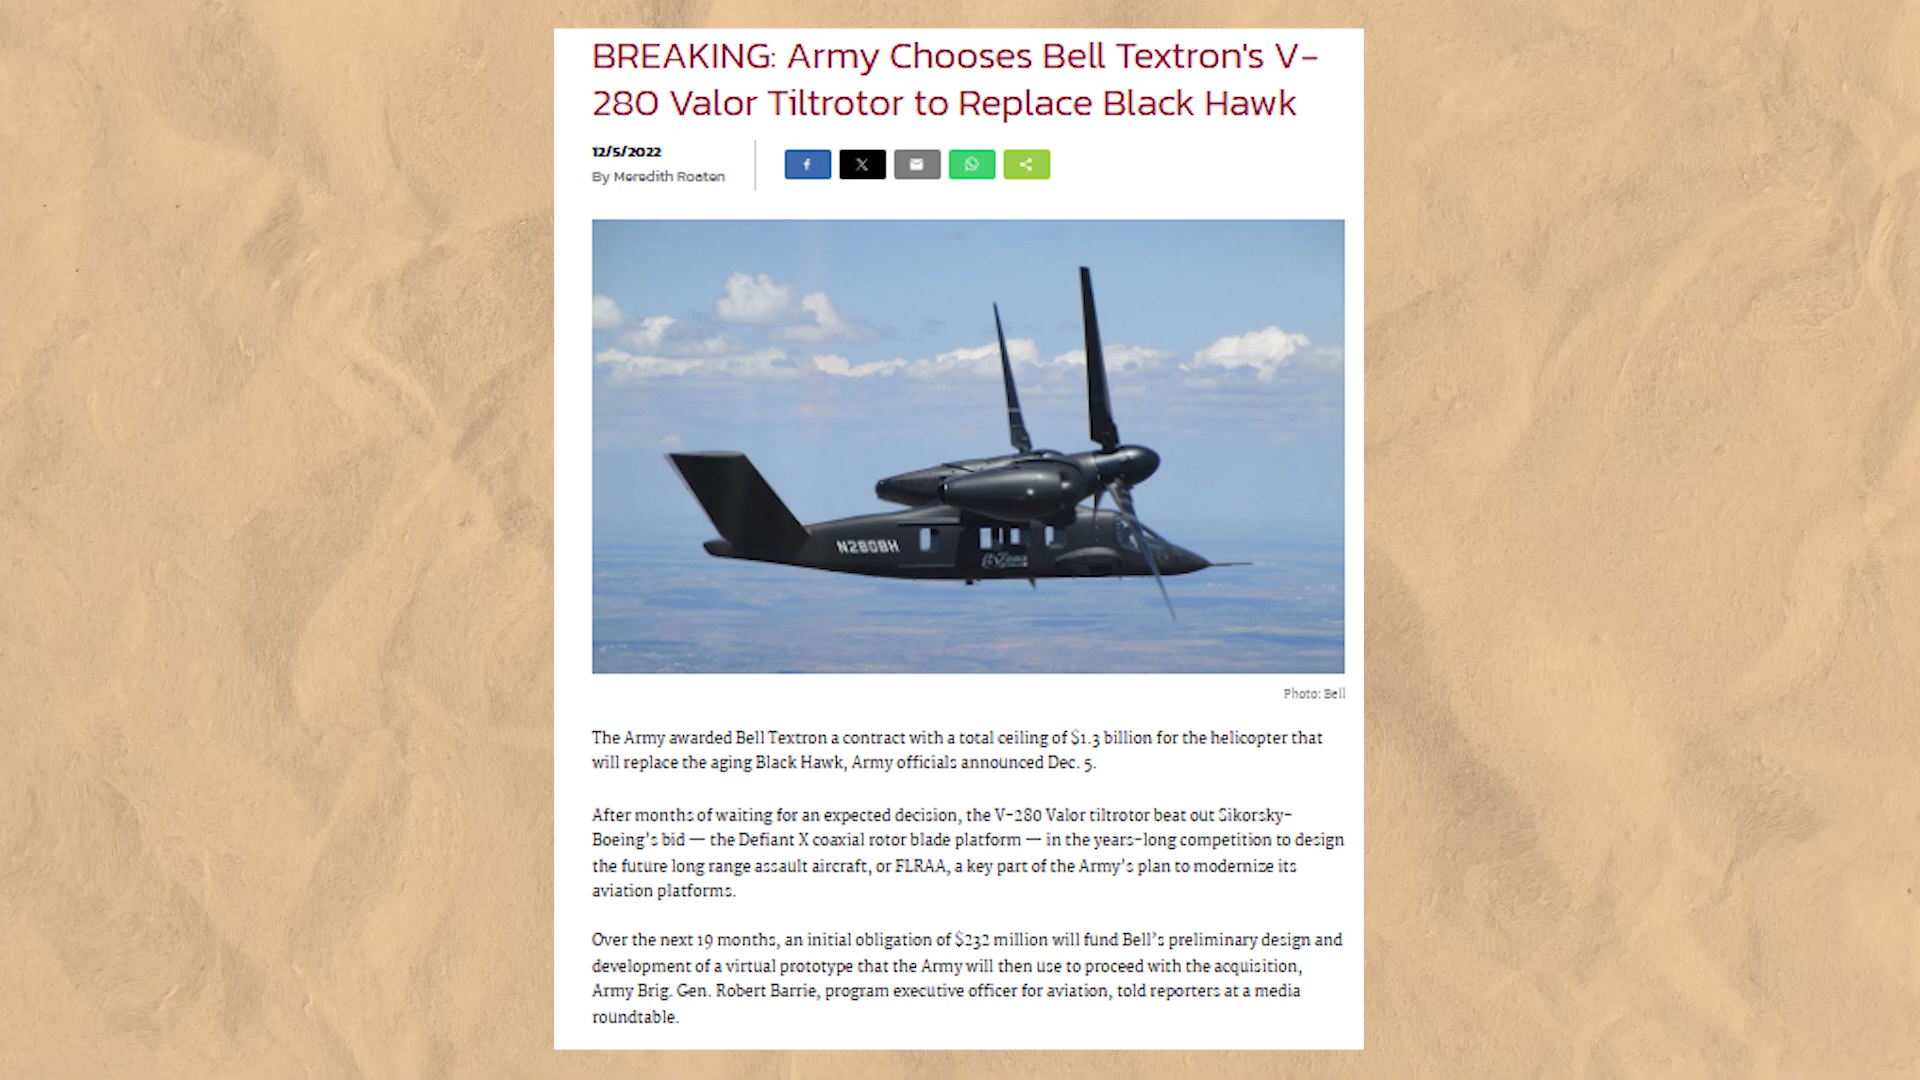 BREAKING: Army Chooses Bell Textron's V-
280 Valor Tiltrotor to Replace Black Hawk
12/5/2022
By Meredith Roaten
N280BH
Photo: Bell
The Army awarded Bell Textron a contract with a total ceiling of $1.3 billion for the helicopter that
will replace the aging Black Hawk, Army officials announced Dec. 5.
After months of waiting for an expected decision, the V-280 Valor tiltrotor beat out Sikorsky-
Boeing's bid — the Defiant X coaxial rotor blade platform — in the years-long competition to design
the future long range assault aircraft, or FLRAA, a key part of the Army's plan to modernize its
aviation platforms.
Over the next 19 months, an initial obligation of $232 million will fund Bell's preliminary design and
development of a virtual prototype that the Army will then use to proceed with the acquisition,
Army Brig. Gen. Robert Barrie, program executive officer for aviation, told reporters at a media
roundtable.